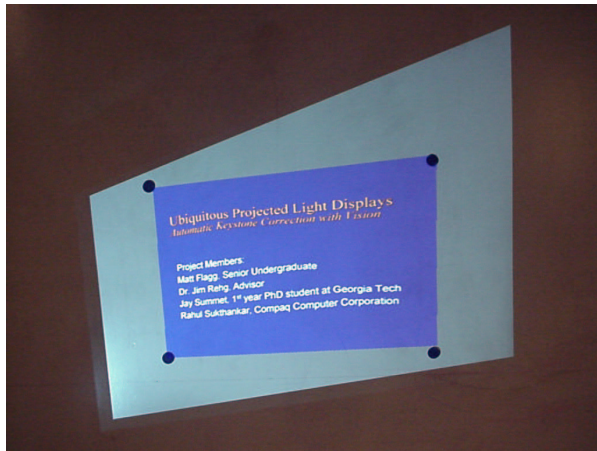 Ubiquitous Projected Light Displays
Automatic Keystone Correction with Vision
Project Members:
Matt Flagg. Senior Undergraduate
Dr. Jim Rehg. Advisor
Jay Summet, 1st year PhD student at Georgia Tech
Rahul Sukthankar, Compaq Computer Corporation